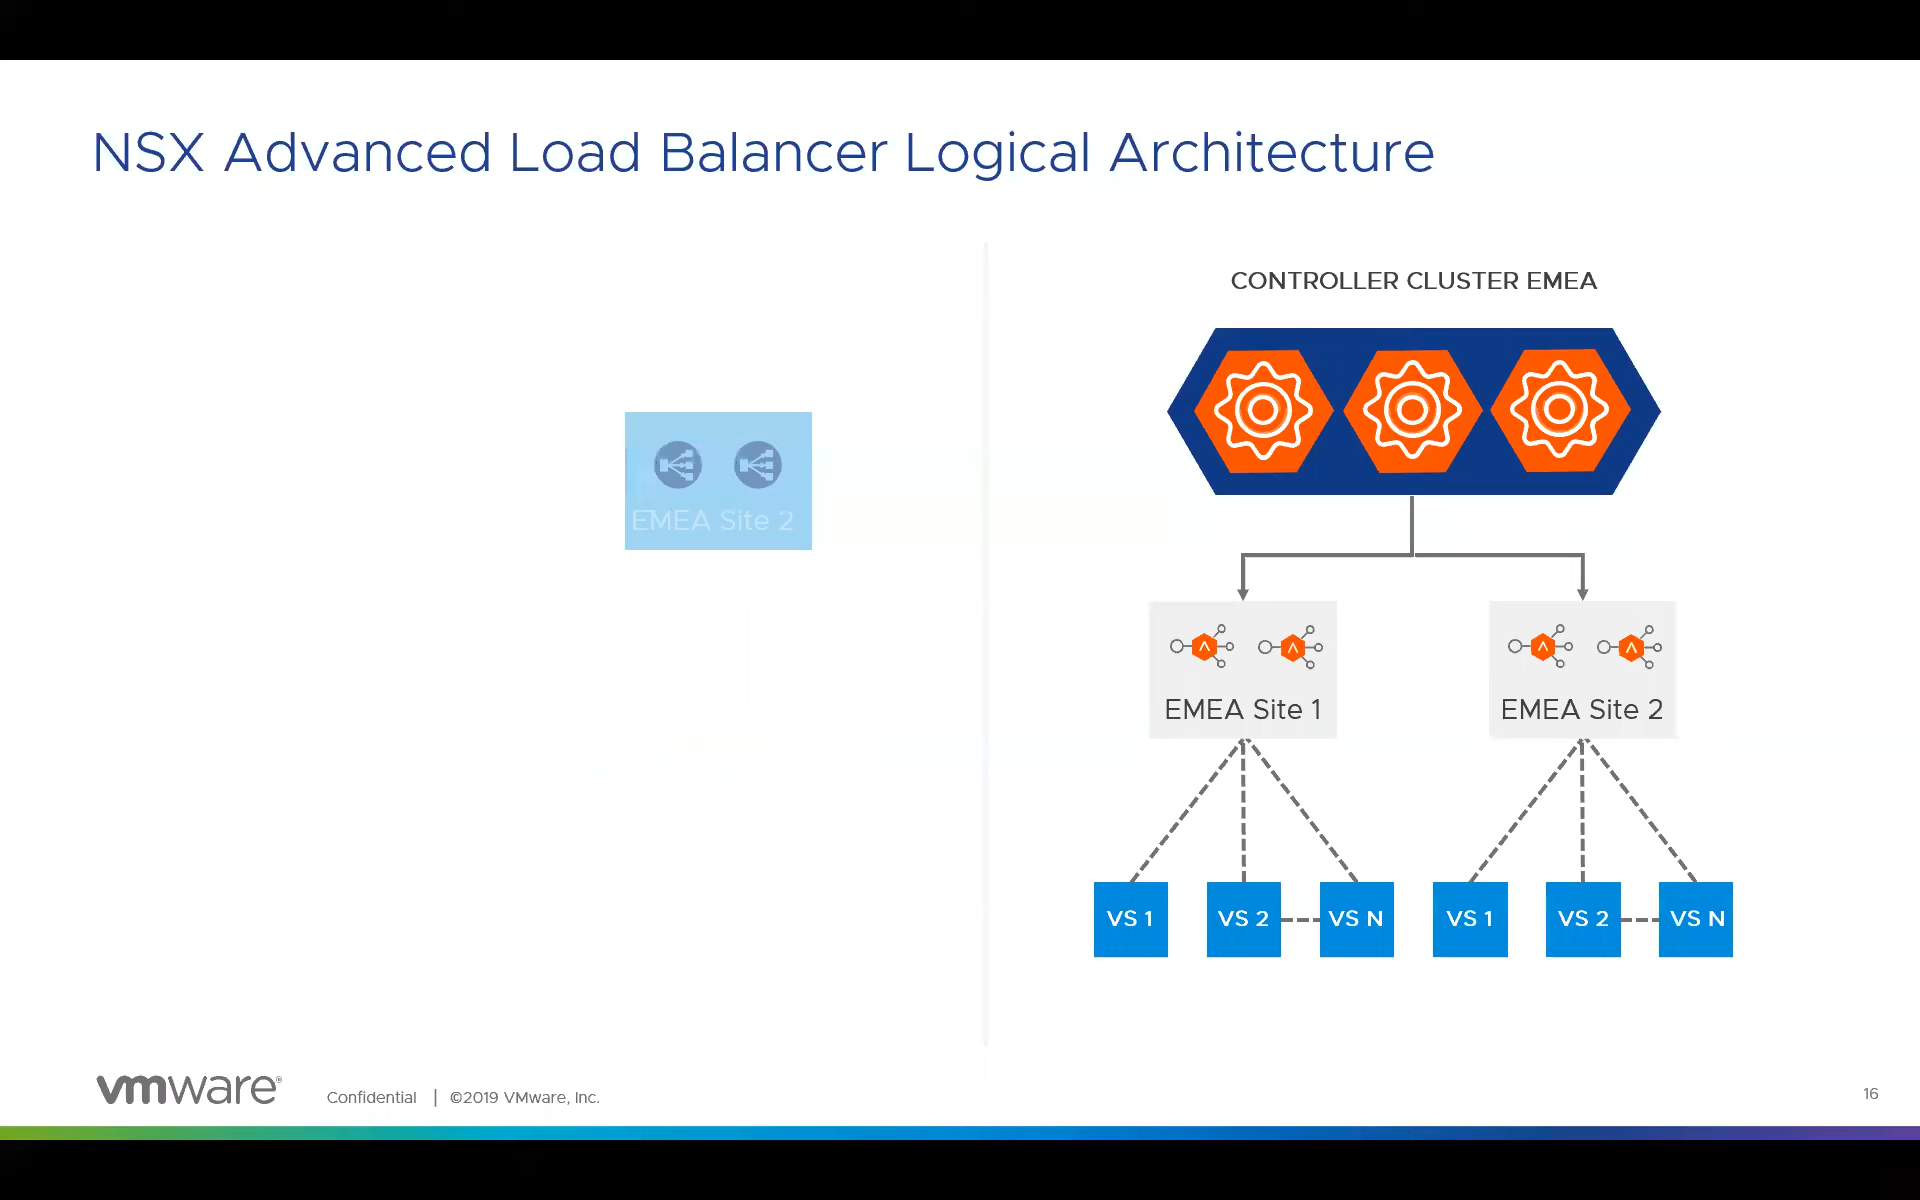 NSX Advanced Load Balancer Logical Architecture
EMEA Site 2
CONTROLLER CLUSTER EMEA
EMEA Site 1
EMEA Site 2
VS 1
VS 2
VS N
VS 1
VS 2
VS N
vmware®
Confidential | ©2019 VMware, Inc.
16